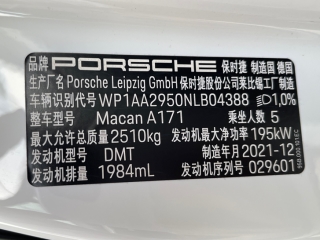 品牌 PORSCHE 保时捷 制造国 德国
生产厂名 Porsche Leipzig GmbH 保时捷股份公司莱比锡工厂制造
车辆识别代号 WP1AA2950NLB04388 1,0%
整车型号 Macan A171 乘坐人数 5
最大允许总质量 2510kg 发动机最大净功率 195kW
发动机型号 DMT 制造年月 2021-12
发动机排量 1984mL 发动机序列号 029601